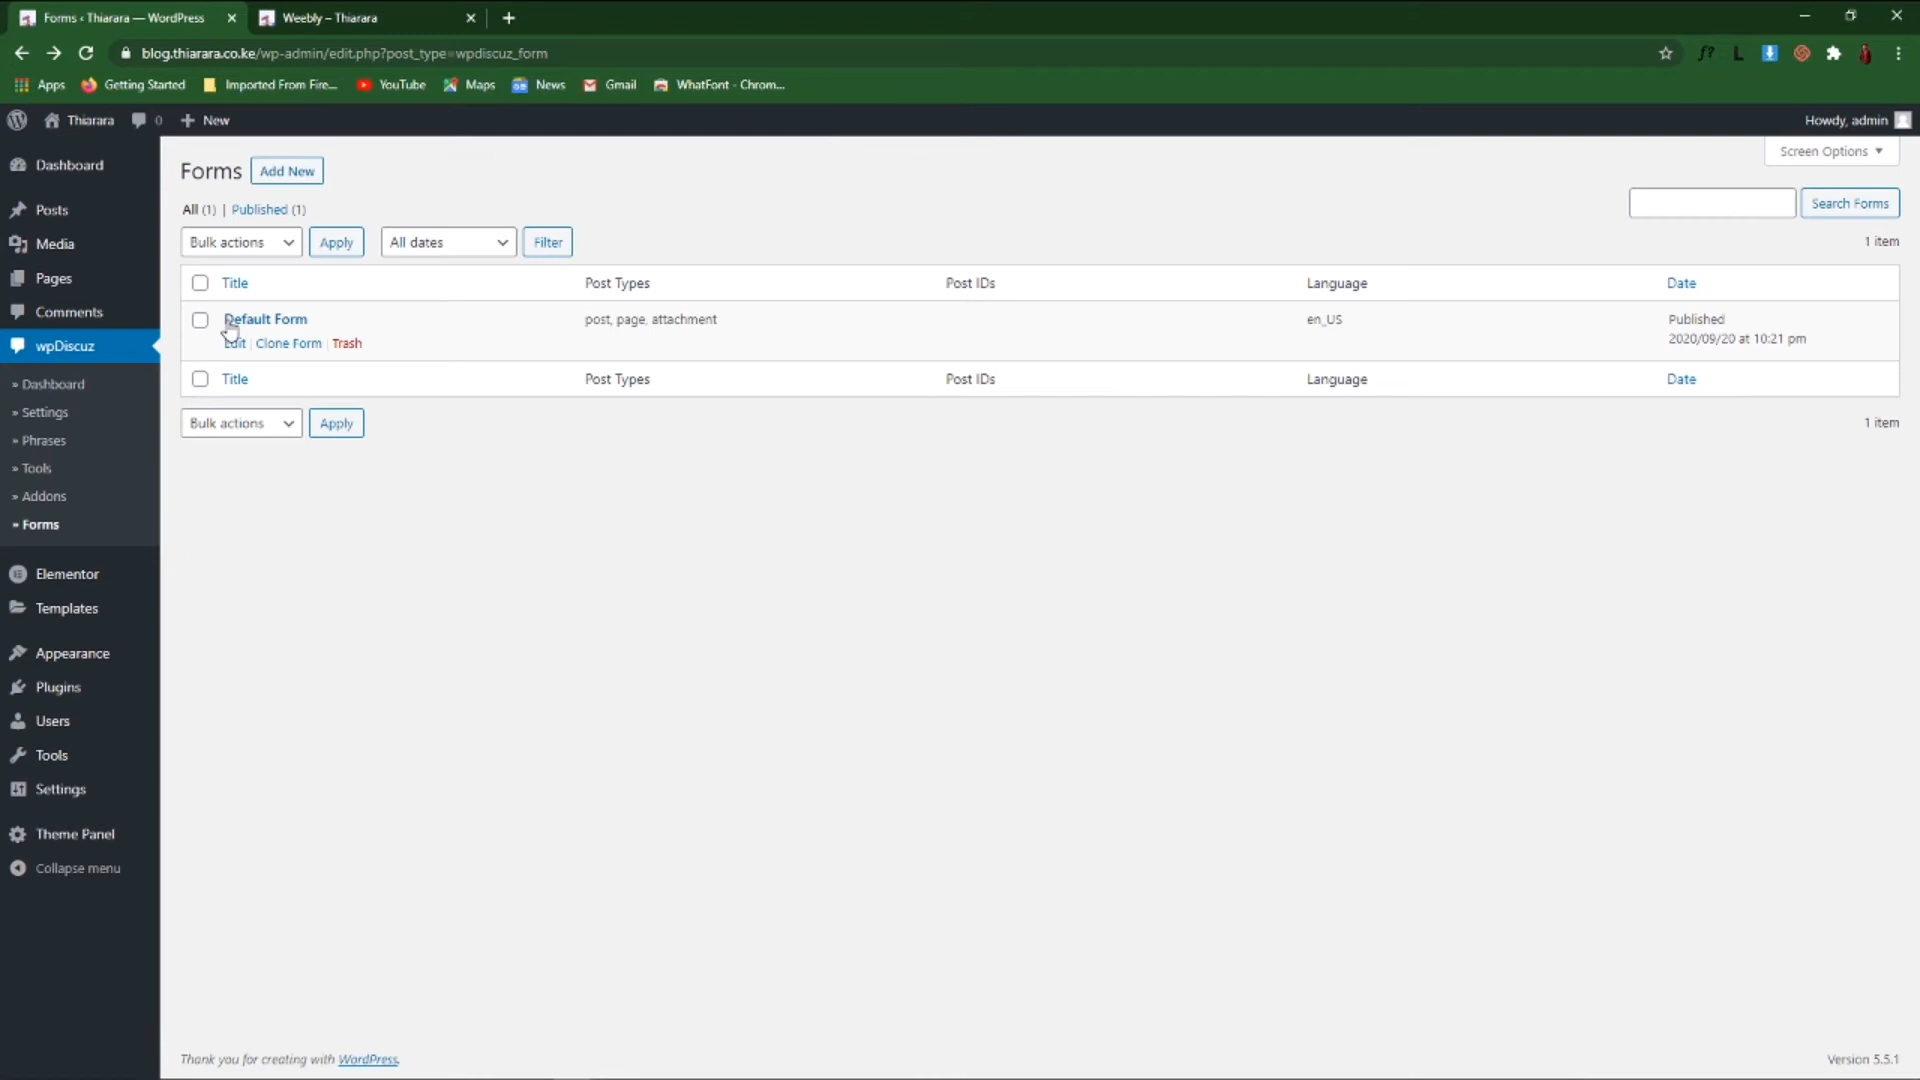 Forms ‹ Thiarara — WordPress
Weebly – Thiarara
blog.thiarara.co.ke/wp-admin/edit.php?post_type=wpdiscuz_form
Apps
Getting Started
Imported From Fire...
YouTube
Maps
News
Gmail
WhatFont - Chrom...
Thiarara
0
New
Howdy, admin
Dashboard
Posts
Media
Pages
Comments
wpDiscuz
» Dashboard
» Settings
» Phrases
» Tools
» Addons
» Forms
Elementor
Templates
Appearance
Plugins
Users
Tools
Settings
Theme Panel
Collapse menu
Screen Options
Forms Add New
All (1) | Published (1)
Search Forms
Bulk actions Apply All dates Filter
1 item
Title Post Types Post IDs Language Date
Default Form post, page, attachment en_US Published
2020/09/20 at 10:21 pm
Edit | Clone Form | Trash
Title Post Types Post IDs Language Date
Bulk actions Apply
1 item
Thank you for creating with WordPress.
Version 5.5.1